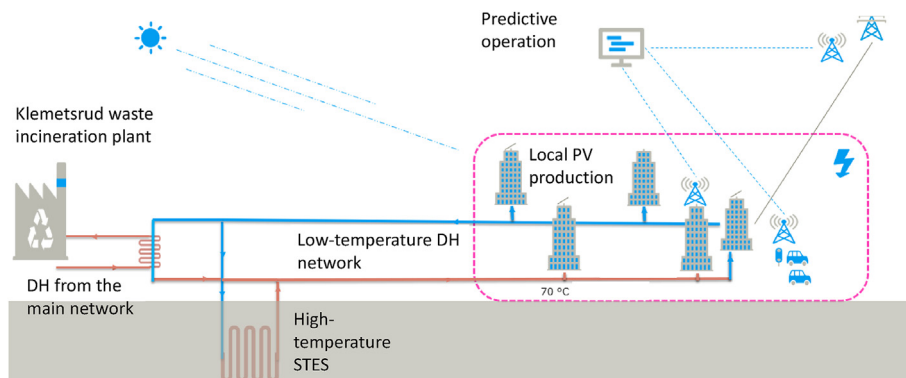 Predictive
operation
Klemetsrud waste
incineration plant
Local PV
production
Low-temperature DH
network
DH from the
main network
70 °C
High-
temperature
STES